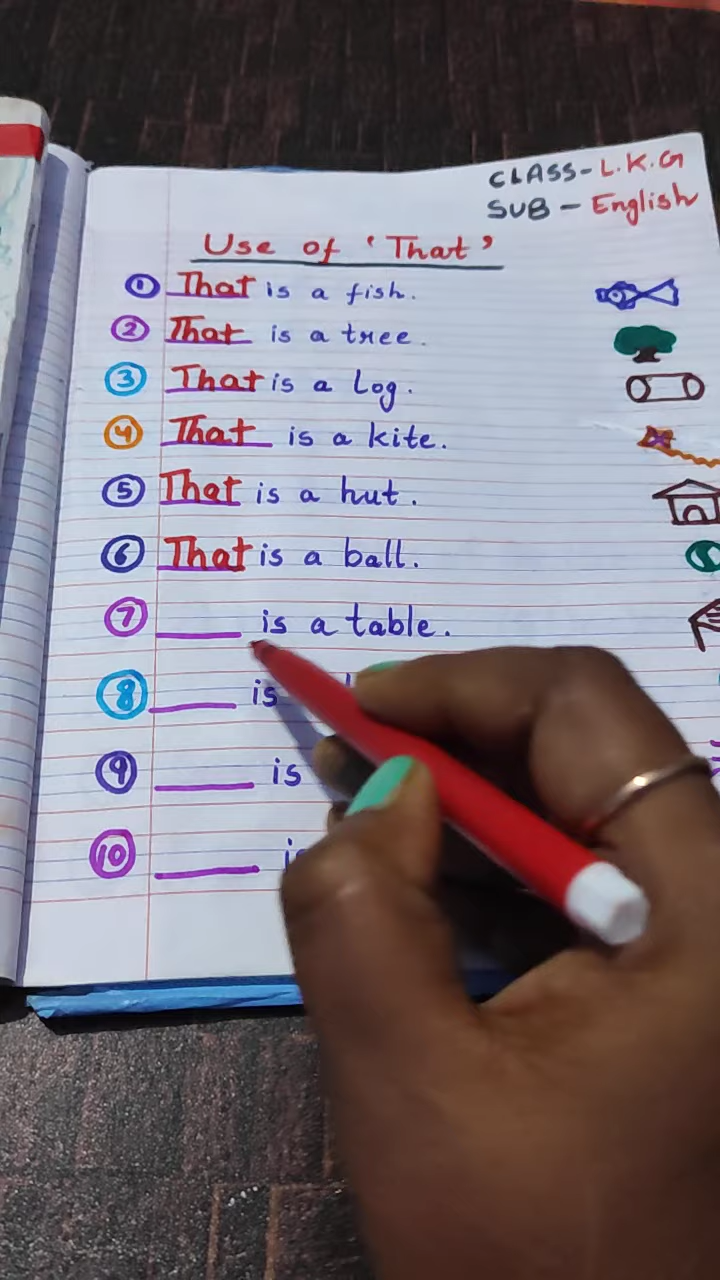 CLASS- L.K.G
SUB - English
Use of 'That'
① That is a fish.
② That is a tree.
③ That is a Log.
④ That is a kite.
⑤ That is a hut.
⑥ That is a ball.
⑦ ____ is a table.
⑧ ____ is
⑨ ____ is
⑩ ____ is